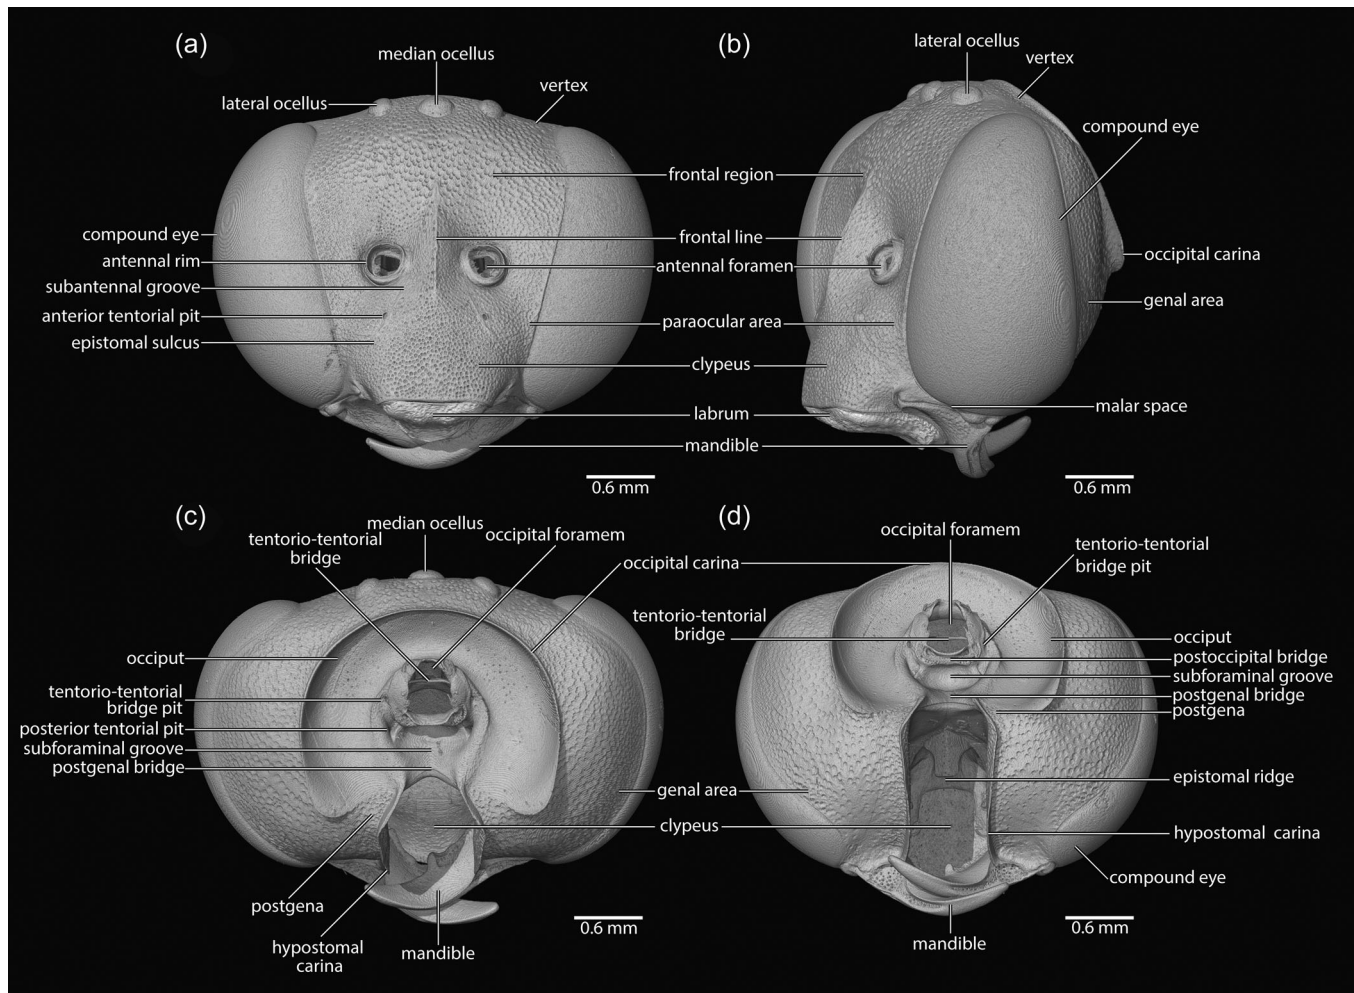 (a)
median ocellus
lateral ocellus
vertex
compound eye
antennal rim
subantennal groove
anterior tentorial pit
epistomal sulcus
frontal region
frontal line
antennal foramen
paraocular area
clypeus
labrum
mandible
0.6 mm
(b)
lateral ocellus
vertex
compound eye
occipital carina
genal area
malar space
0.6 mm
(c)
median ocellus
tentorio-tentorial
bridge
occipital foramem
occipital carina
occiput
tentorio-tentorial
bridge pit
posterior tentorial pit
subforaminal groove
postgenal bridge
genal area
clypeus
postgena
hypostomal
carina
mandible
0.6 mm
(d)
occipital foramem
tentorio-tentorial
bridge pit
tentorio-tentorial
bridge
occiput
postoccipital bridge
subforaminal groove
postgenal bridge
postgena
epistomal ridge
hypostomal carina
compound eye
mandible
0.6 mm